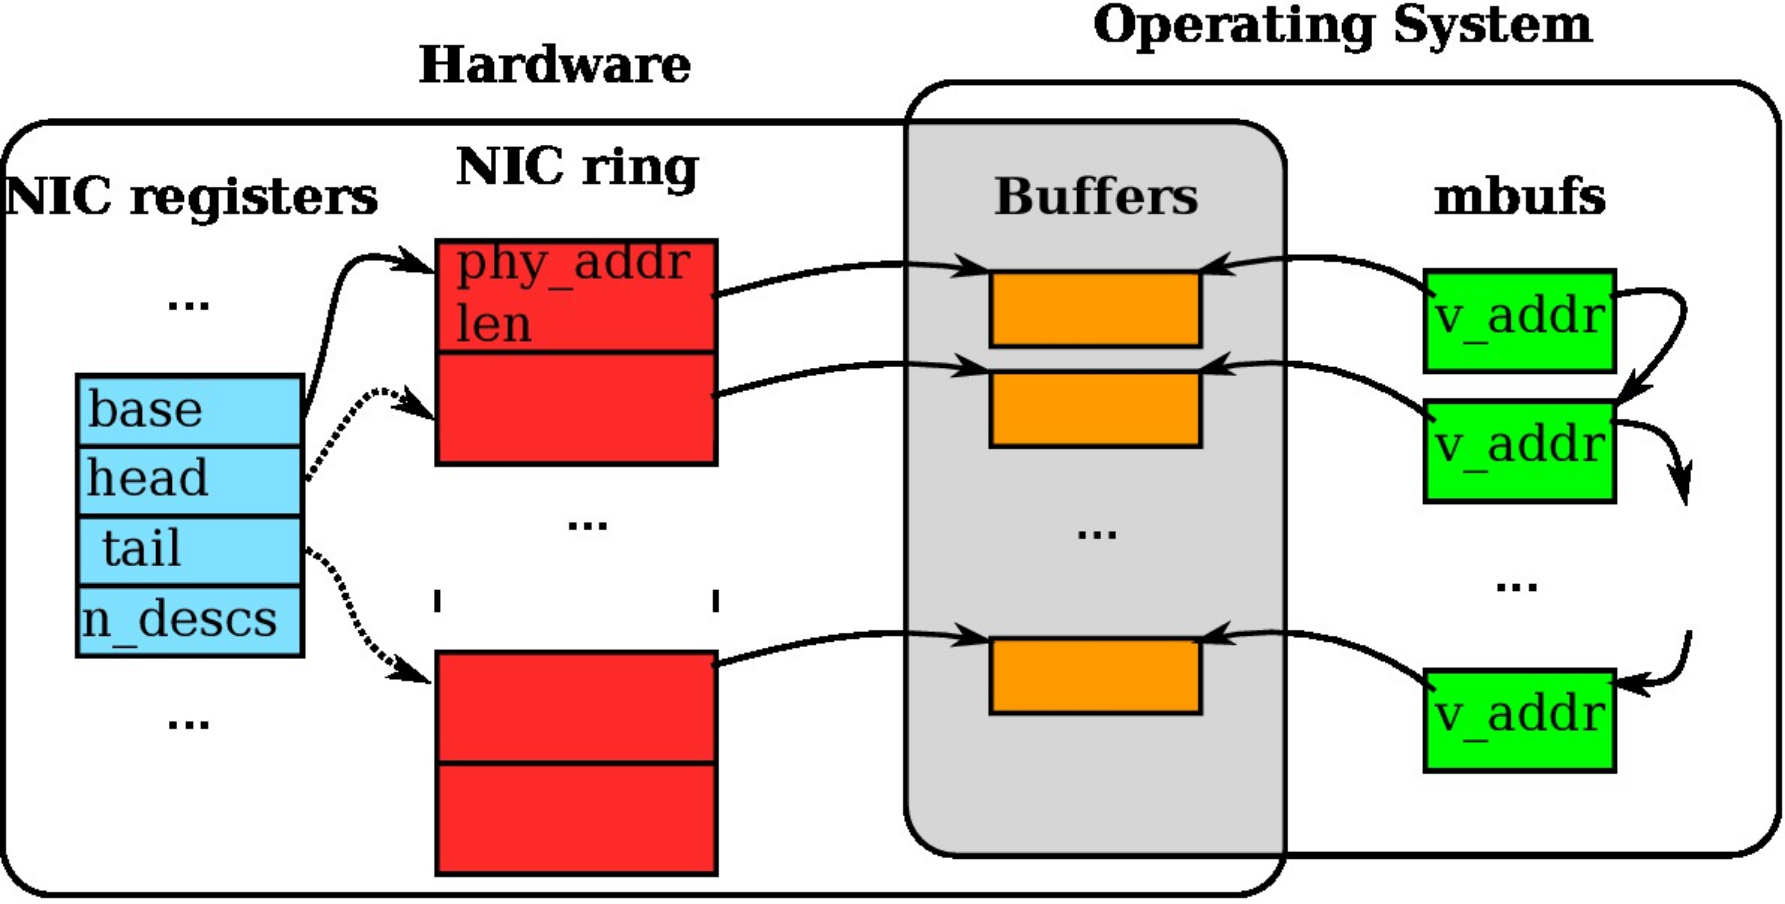 Operating System
Hardware
NIC registers
NIC ring
Buffers
mbufs
...
phy_addr
len
base
head
tail
n_descs
...
...
...
v_addr
v_addr
...
...
v_addr